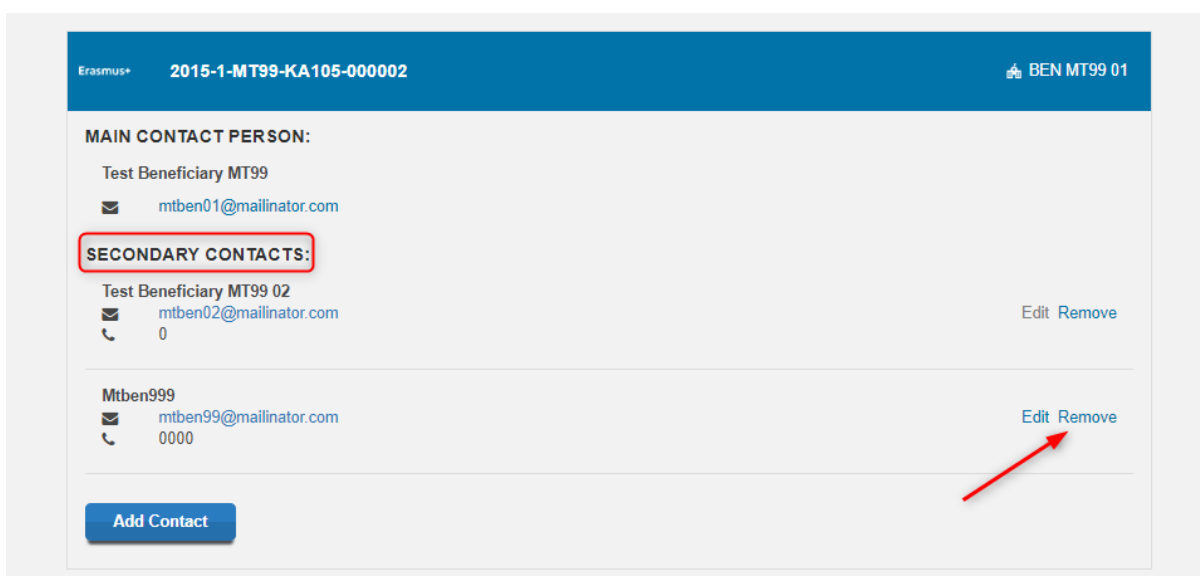 Erasmus+ 2015-1-MT99-KA105-000002 BEN MT99 01
MAIN CONTACT PERSON:
Test Beneficiary MT99
mtben01@mailinator.com
SECONDARY CONTACTS:
Test Beneficiary MT99 02
mtben02@mailinator.com Edit Remove
0
Mtben999
mtben99@mailinator.com Edit Remove
0000
Add Contact